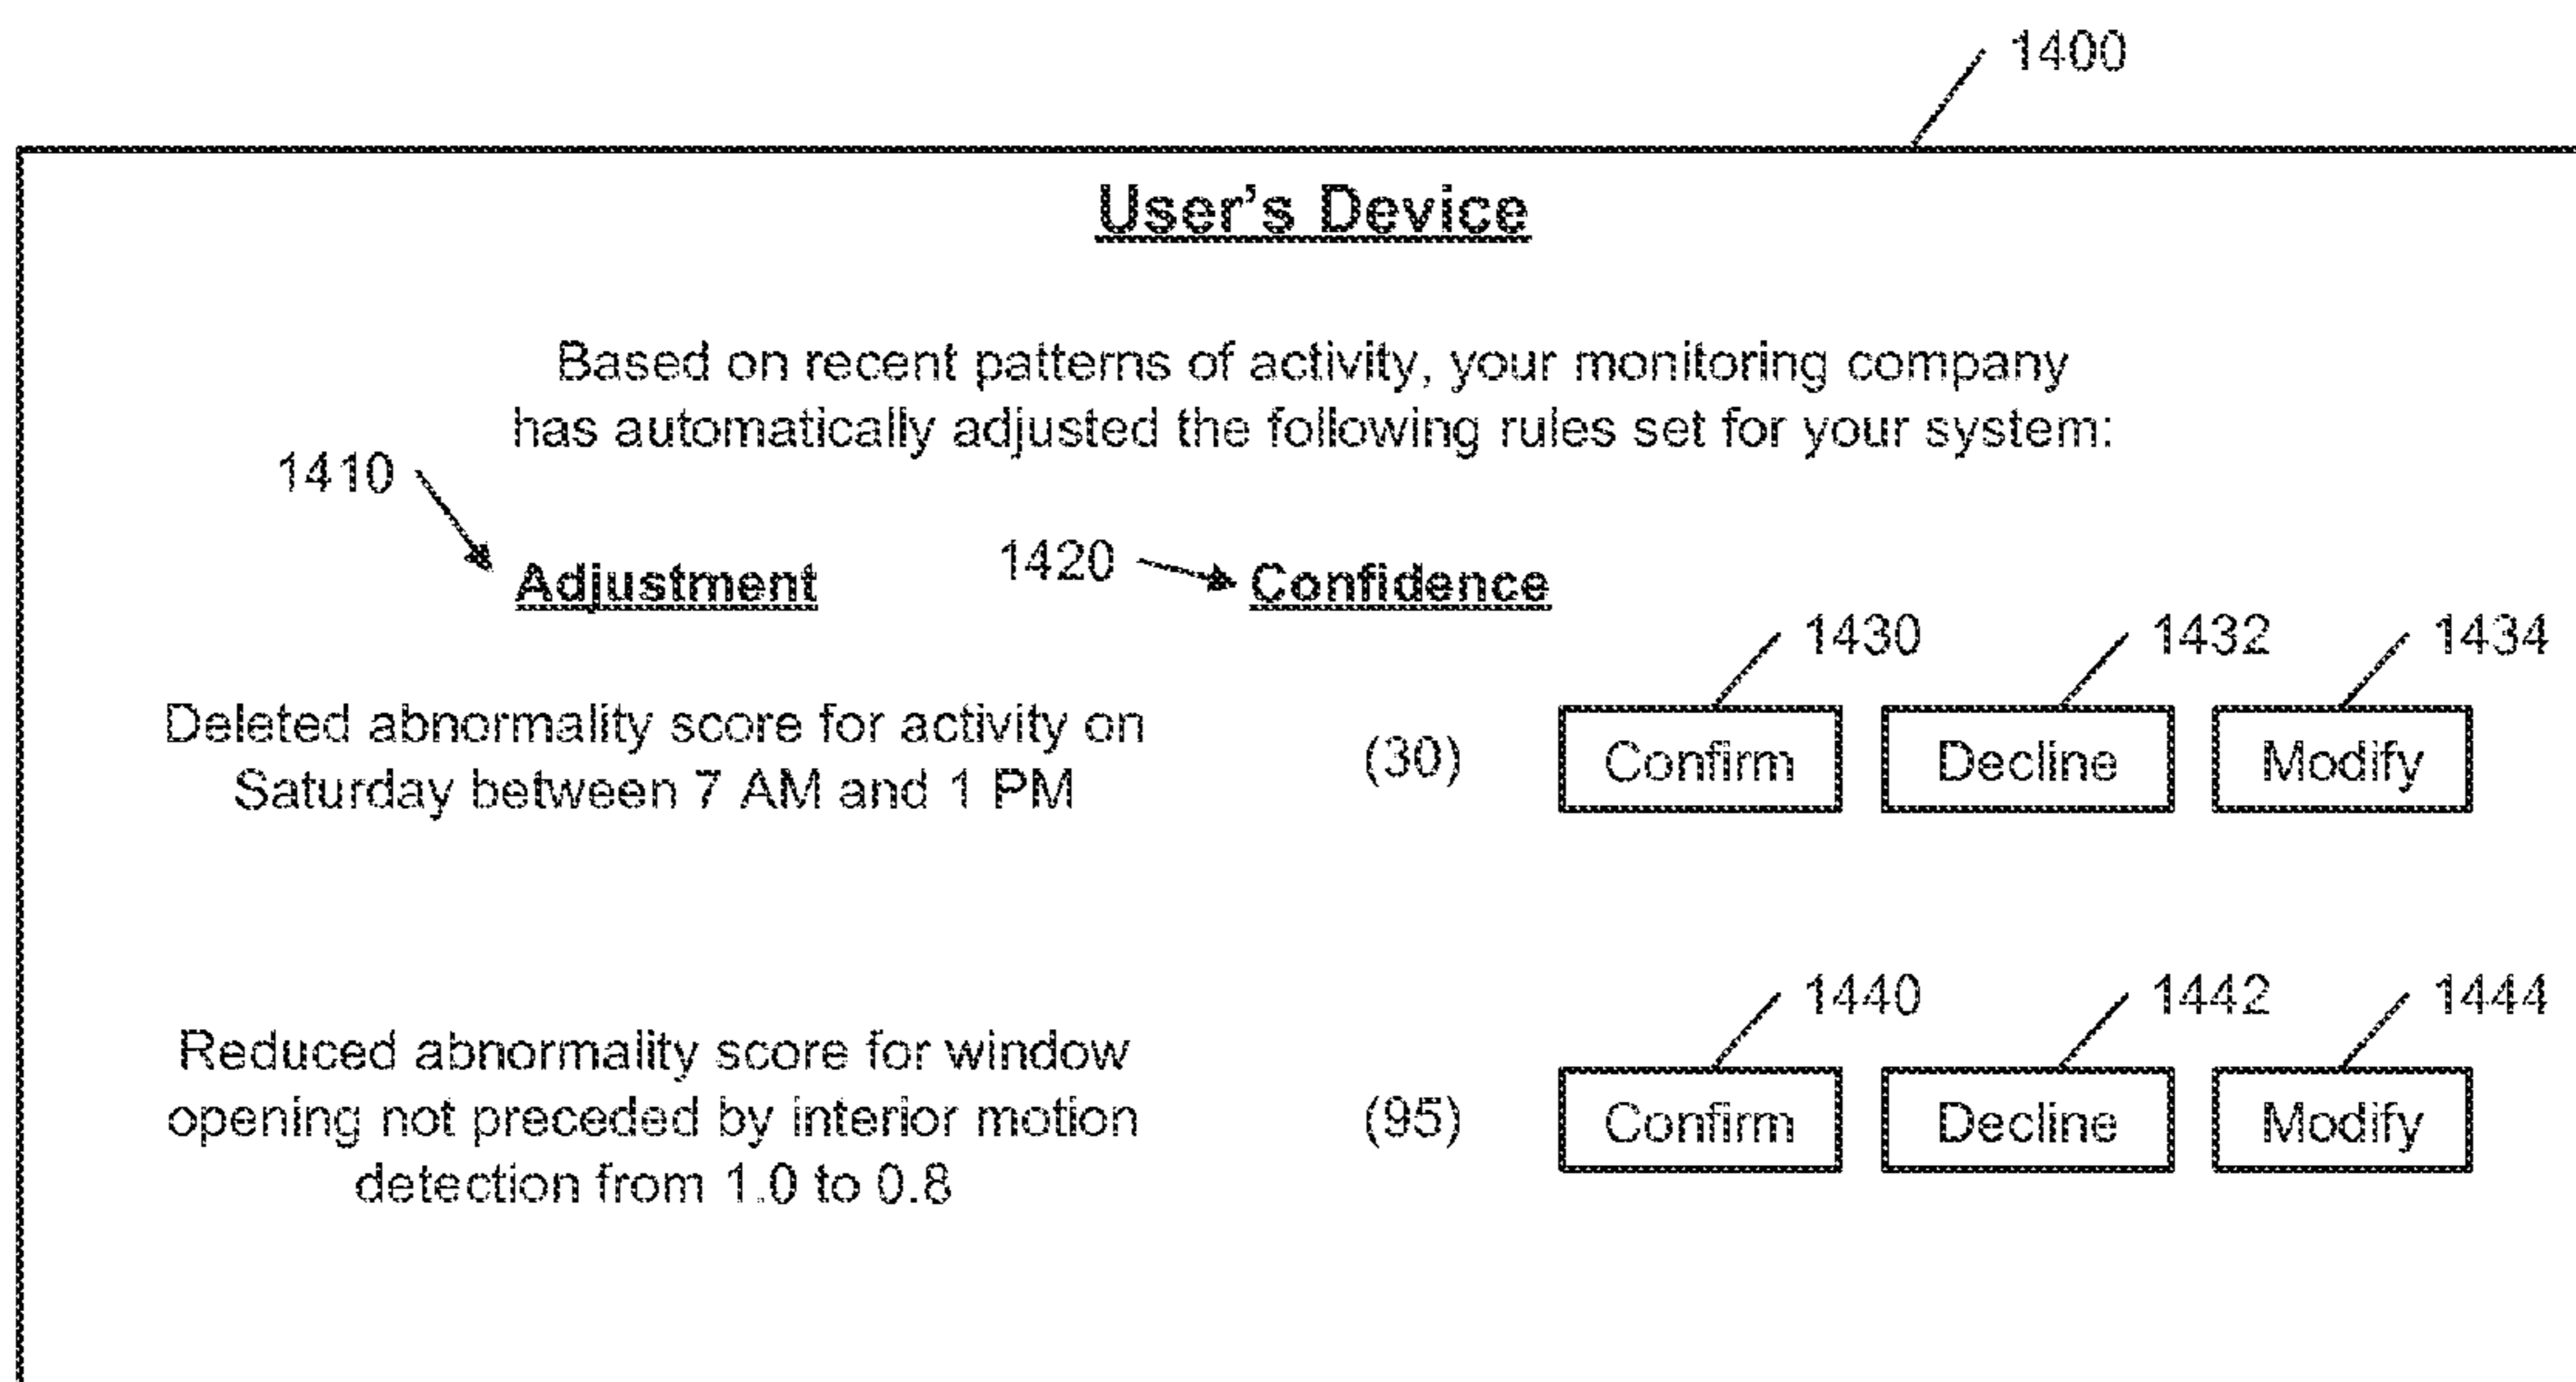 1400
User's Device
Based on recent patterns of activity, your monitoring company
has automatically adjusted the following rules set for your system:
1410
1420
Adjustment
Confidence
1430
1432
1434
Deleted abnormality score for activity on
Saturday between 7 AM and 1 PM
(30)
Confirm
Decline
Modify
1440
1442
1444
Reduced abnormality score for window
opening not preceded by interior motion
detection from 1.0 to 0.8
(95)
Confirm
Decline
Modify